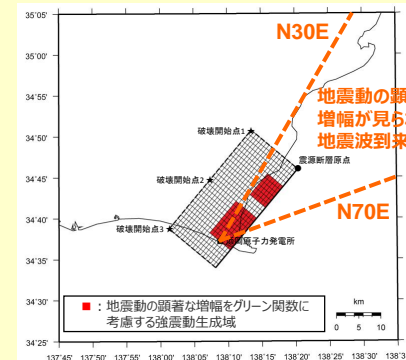 35°05'
35°00'
34°55'
34°50'
34°45'
34°40'
34°35'
34°30'
34°25'
N30E
地震動の顕
増幅が見ら
地震波到来
破壊開始点1
震源断層原点
破壊開始点2
N70E
破壊開始点3
子力発電所
■：地震動の顕著な増幅をグリーン関数に
考慮する強震動生成域
km
0 5 10
137°45' 137°50' 137°55' 138°00' 138°05' 138°10' 138°15' 138°20' 138°25' 138°3